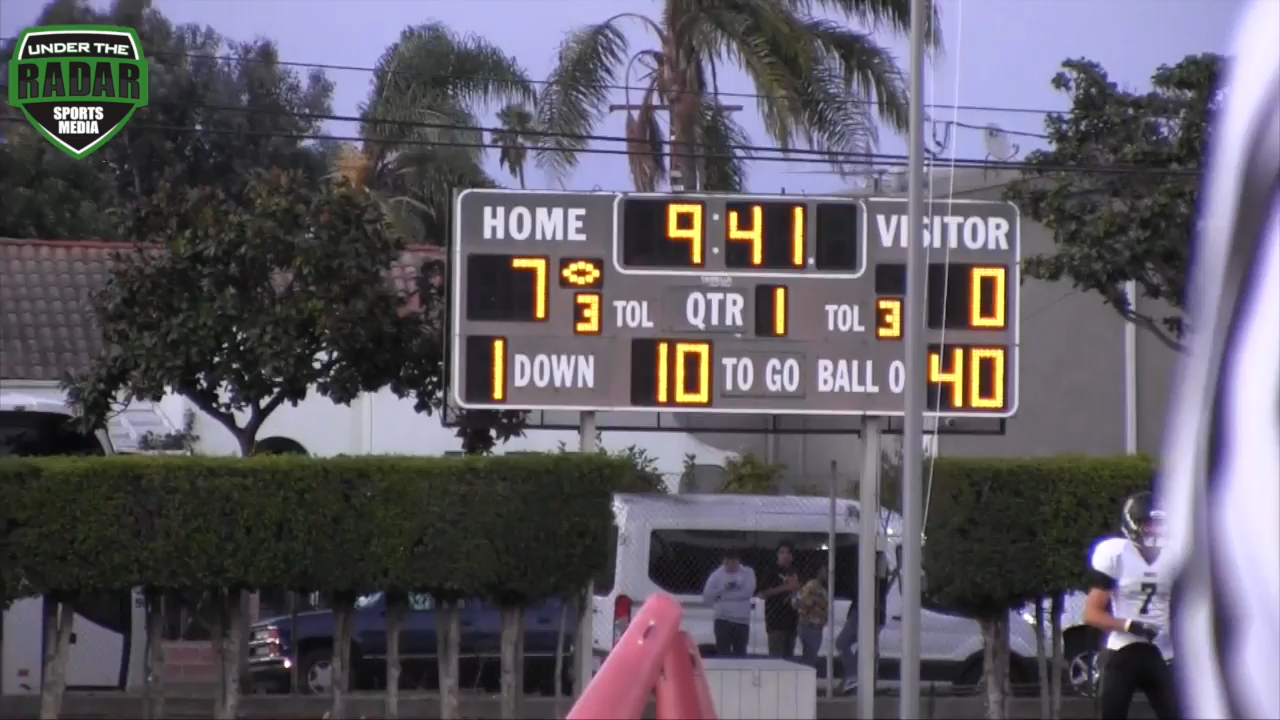 UNDER THE
RADAR
SPORTS
MEDIA
HOME 9:41 VISITOR
7 3 TOL QTR 1 TOL 3 0
1 DOWN 10 TO GO BALL O 40
7